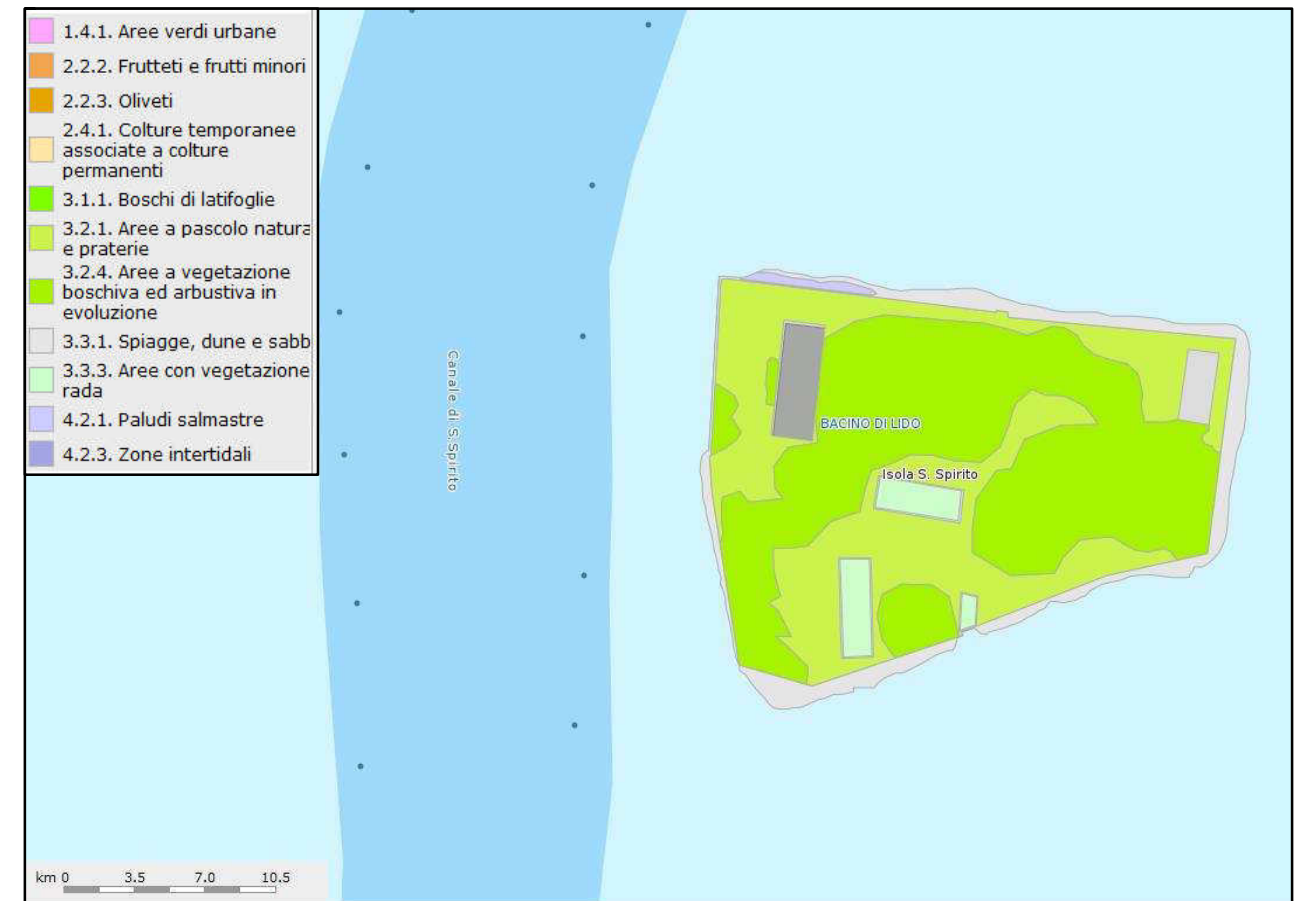 1.4.1. Aree verdi urbane
2.2.2. Frutteti e frutti minori
2.2.3. Oliveti
2.4.1. Colture temporanee
associate a colture
permanenti
3.1.1. Boschi di latifoglie
3.2.1. Aree a pascolo natura
e praterie
3.2.4. Aree a vegetazione
boschiva ed arbustiva in
evoluzione
3.3.1. Spiagge, dune e sabb
3.3.3. Aree con vegetazione
rada
4.2.1. Paludi salmastre
4.2.3. Zone intertidali
Canale di S.Spirito
BACINO DI LIDO
Isola S. Spirito
km 0 3.5 7.0 10.5